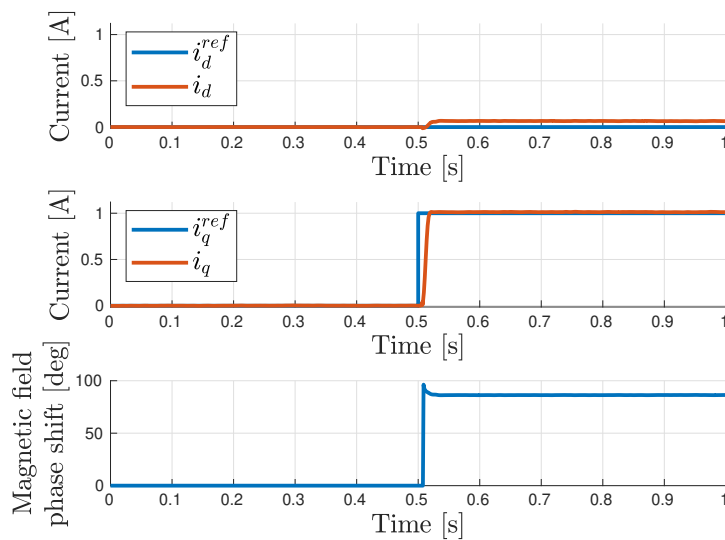 Current [A]
1
0.5
0
i_d^{ref}
i_d
0 0.1 0.2 0.3 0.4 0.5 0.6 0.7 0.8 0.9 1
Time [s]
Current [A]
1
0.5
0
i_q^{ref}
i_q
0 0.1 0.2 0.3 0.4 0.5 0.6 0.7 0.8 0.9 1
Time [s]
Magnetic field
phase shift [deg]
100
50
0
0 0.1 0.2 0.3 0.4 0.5 0.6 0.7 0.8 0.9 1
Time [s]